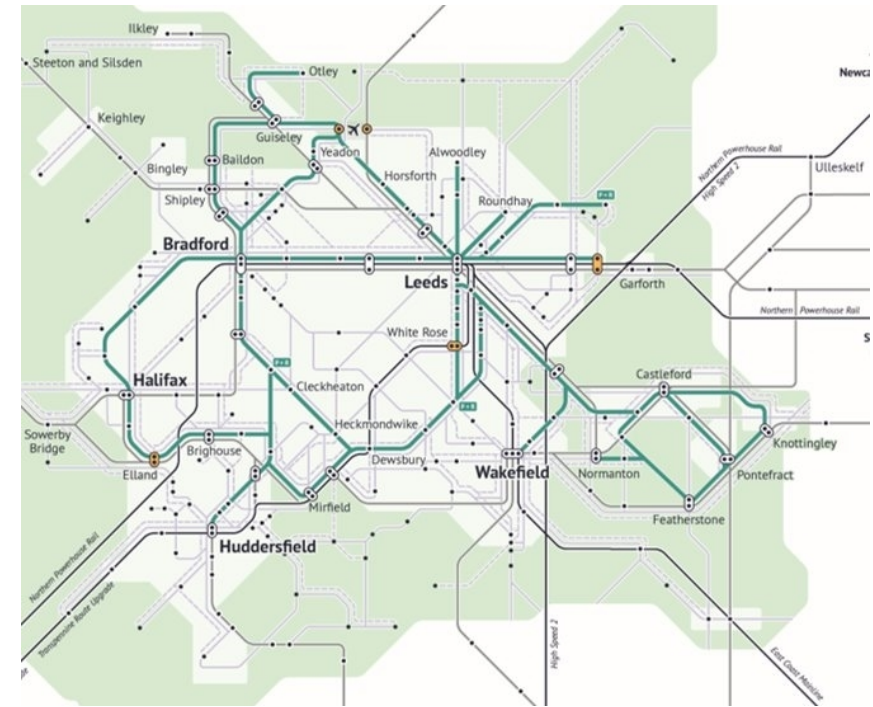 Ilkley
Steeton and Silsden
Otley
Newca
Keighley
Guiseley
Yeadon
Alwoodley
Northern Powerhouse Rail
High Speed 2
Ulleskelf
Bingley
Baildon
Horsforth
Shipley
Roundhay
P+R
Bradford
Leeds
Garforth
Northern Powerhouse Rail
S
White Rose
P+R
Halifax
Cleckheaton
Castleford
P+R
Sowerby
Bridge
Brighouse
Heckmondwike
Knottingley
Elland
Dewsbury
Wakefield
Normanton
Pontefract
Mirfield
Featherstone
Huddersfield
Northern Powerhouse Rail
Transpennine Route Upgrade
High Speed 2
East Coast Mainline